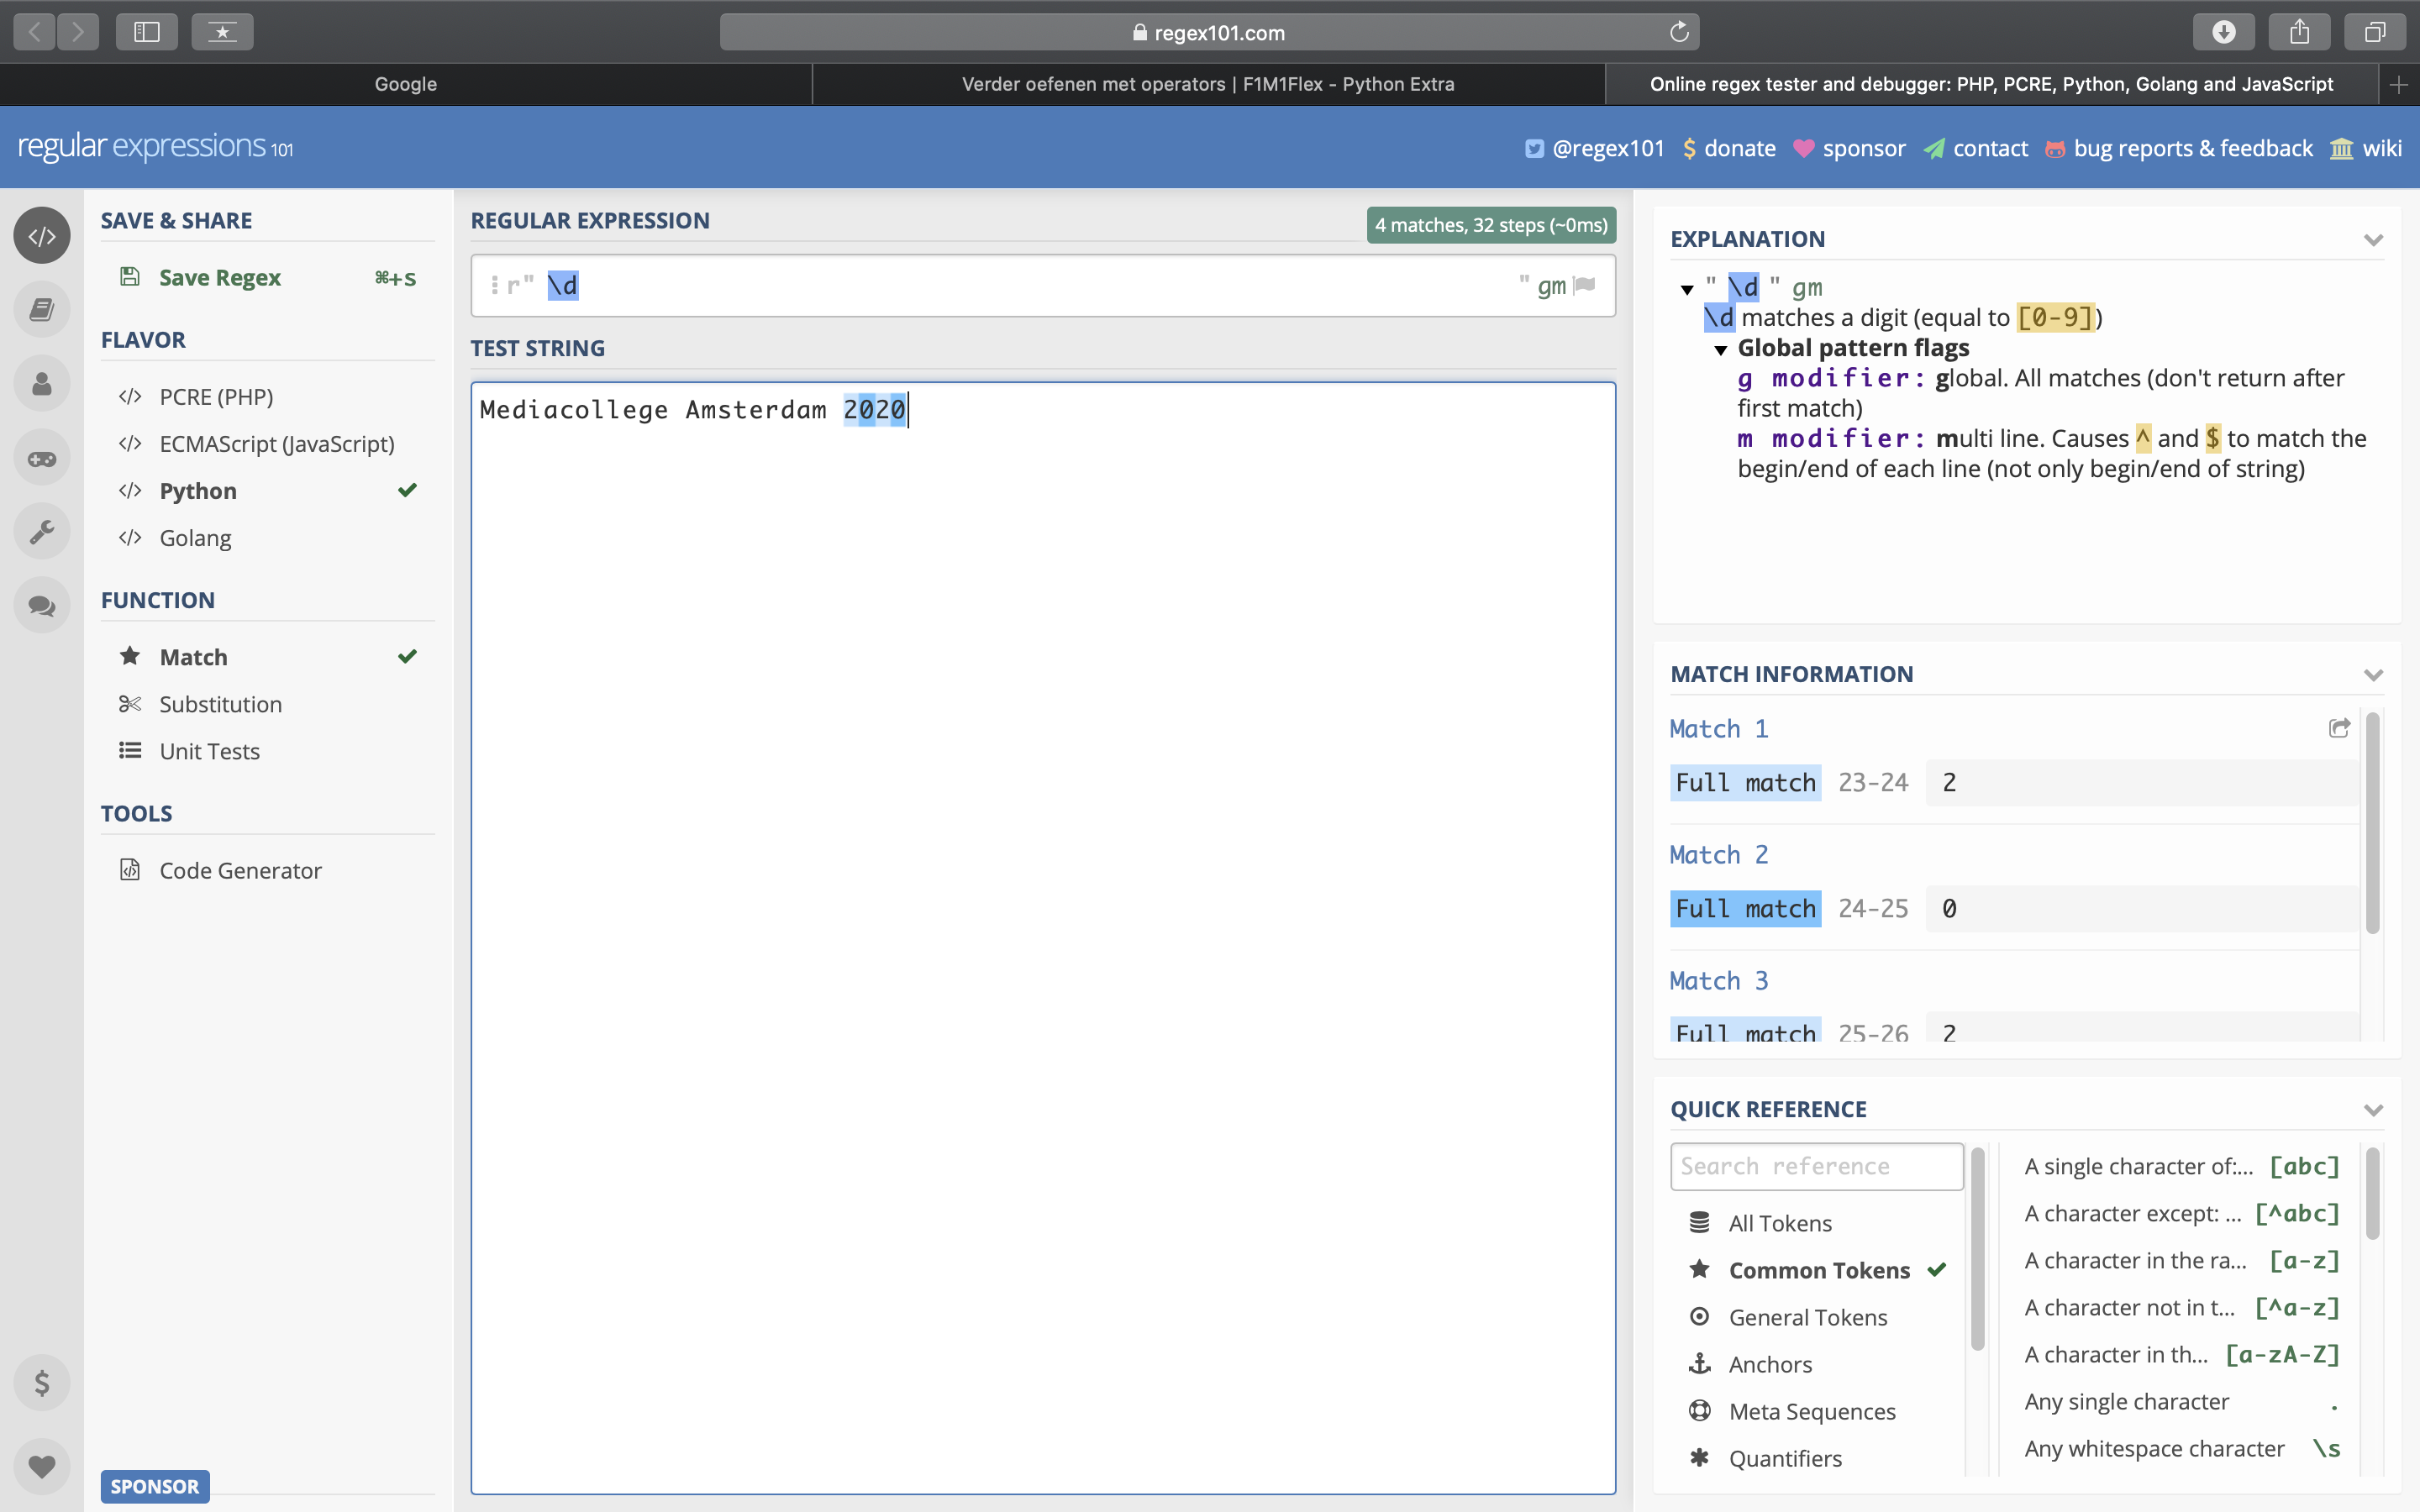 regex101.com
Google
Verder oefenen met operators | F1M1Flex - Python Extra
Online regex tester and debugger: PHP, PCRE, Python, Golang and JavaScript
regular expressions 101
@regex101
$ donate
sponsor
contact
bug reports & feedback
wiki
SAVE & SHARE
Save Regex ⌘+S
FLAVOR
</> PCRE (PHP)
</> ECMAScript (JavaScript)
</> Python
</> Golang
FUNCTION
Match
Substitution
Unit Tests
TOOLS
Code Generator
$
SPONSOR
REGULAR EXPRESSION
4 matches, 32 steps (~0ms)
r" \d " gm
TEST STRING
Mediacollege Amsterdam 2020
EXPLANATION
" \d " gm
\d matches a digit (equal to [0-9])
Global pattern flags
g modifier: global. All matches (don't return after
first match)
m modifier: multi line. Causes ^ and $ to match the
begin/end of each line (not only begin/end of string)
MATCH INFORMATION
Match 1
Full match 23-24 2
Match 2
Full match 24-25 0
Match 3
Full match 25-26 2
QUICK REFERENCE
Search reference
All Tokens
Common Tokens
General Tokens
Anchors
Meta Sequences
Quantifiers
A single character of:... [abc]
A character except: ... [^abc]
A character in the ra... [a-z]
A character not in t... [^a-z]
A character in th... [a-zA-Z]
Any single character .
Any whitespace character \s